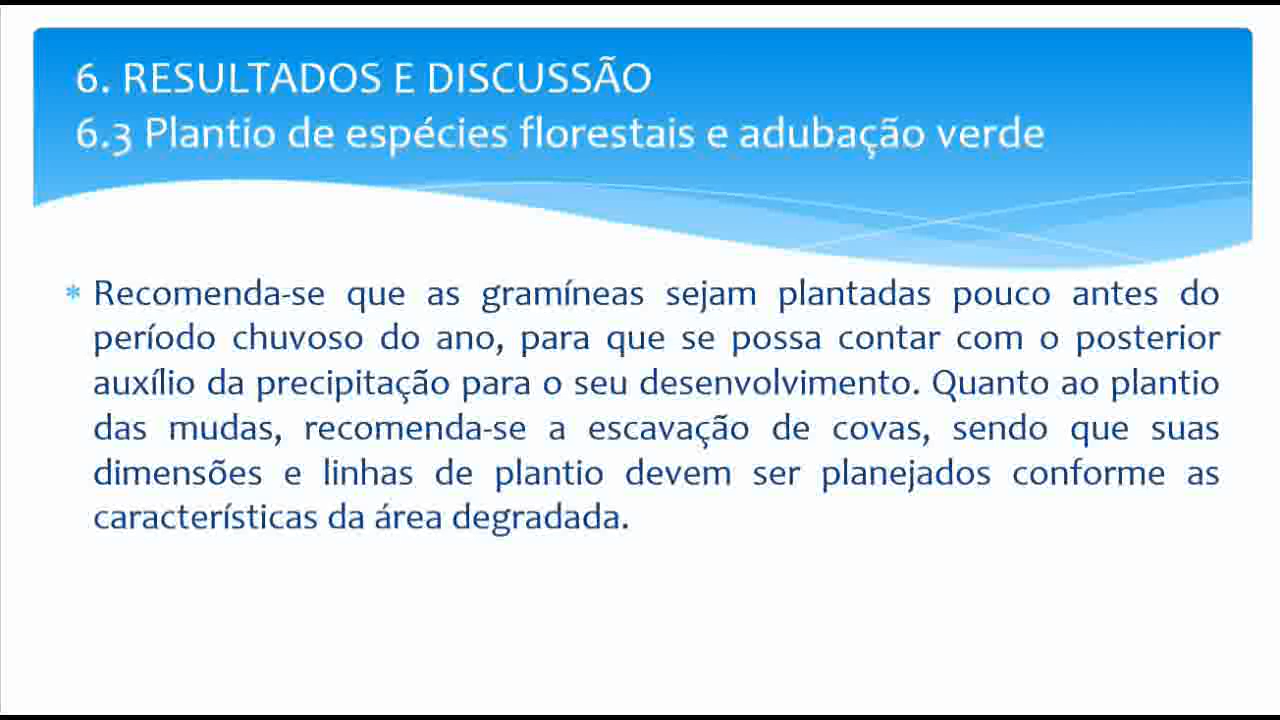 6. RESULTADOS E DISCUSSÃO
6.3 Plantio de espécies florestais e adubação verde
Recomenda-se que as gramíneas sejam plantadas pouco antes do
período chuvoso do ano, para que se possa contar com o posterior
auxílio da precipitação para o seu desenvolvimento. Quanto ao plantio
das mudas, recomenda-se a escavação de covas, sendo que suas
dimensões e linhas de plantio devem ser planejados conforme as
características da área degradada.